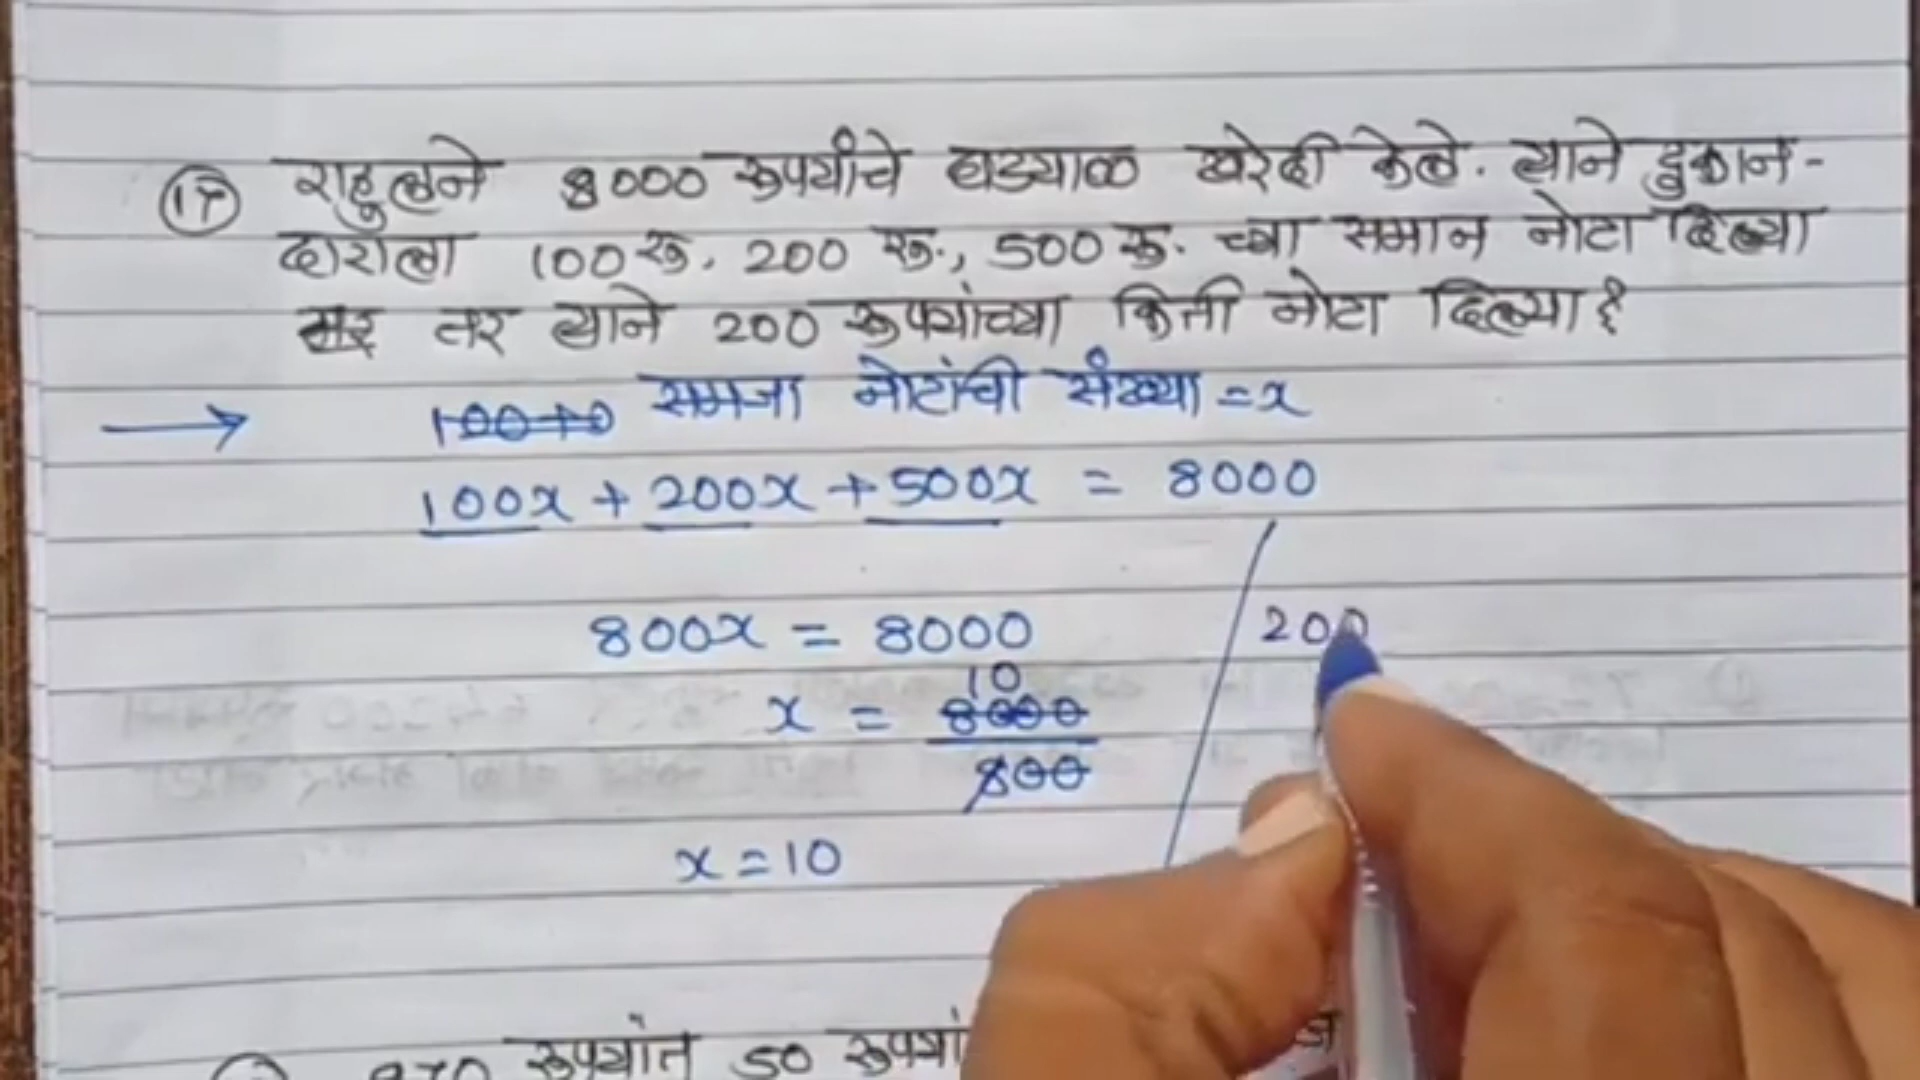 17 राहुलने 8000 रुपयांचे घड्याळ खरेदी केले. त्याने दुकान-
दाराला 100 रु. 200 रु., 500 रु. च्या समान नोटा दिल्या
तर त्याने 200 रुपयांच्या किती नोटा दिल्या?
समजा नोटांची संख्या = x
100x + 200x + 500x = 8000
800x = 8000
10
x = 8000
800
x = 10
200
रुपयांत 50